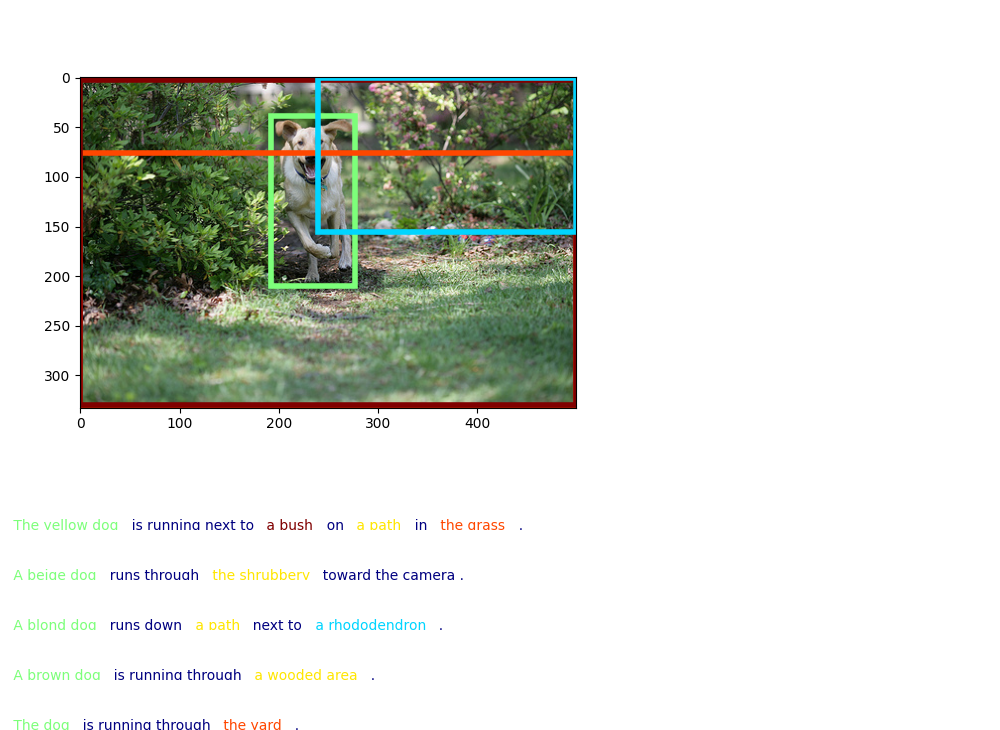 0
50
100
150
200
250
300
0 100 200 300 400
The yellow dog is running next to a bush on a path in the grass .
A beige dog runs through the shrubbery toward the camera .
A blond dog runs down a path next to a rhododendron .
A brown dog is running through a wooded area .
The dog is running through the yard .